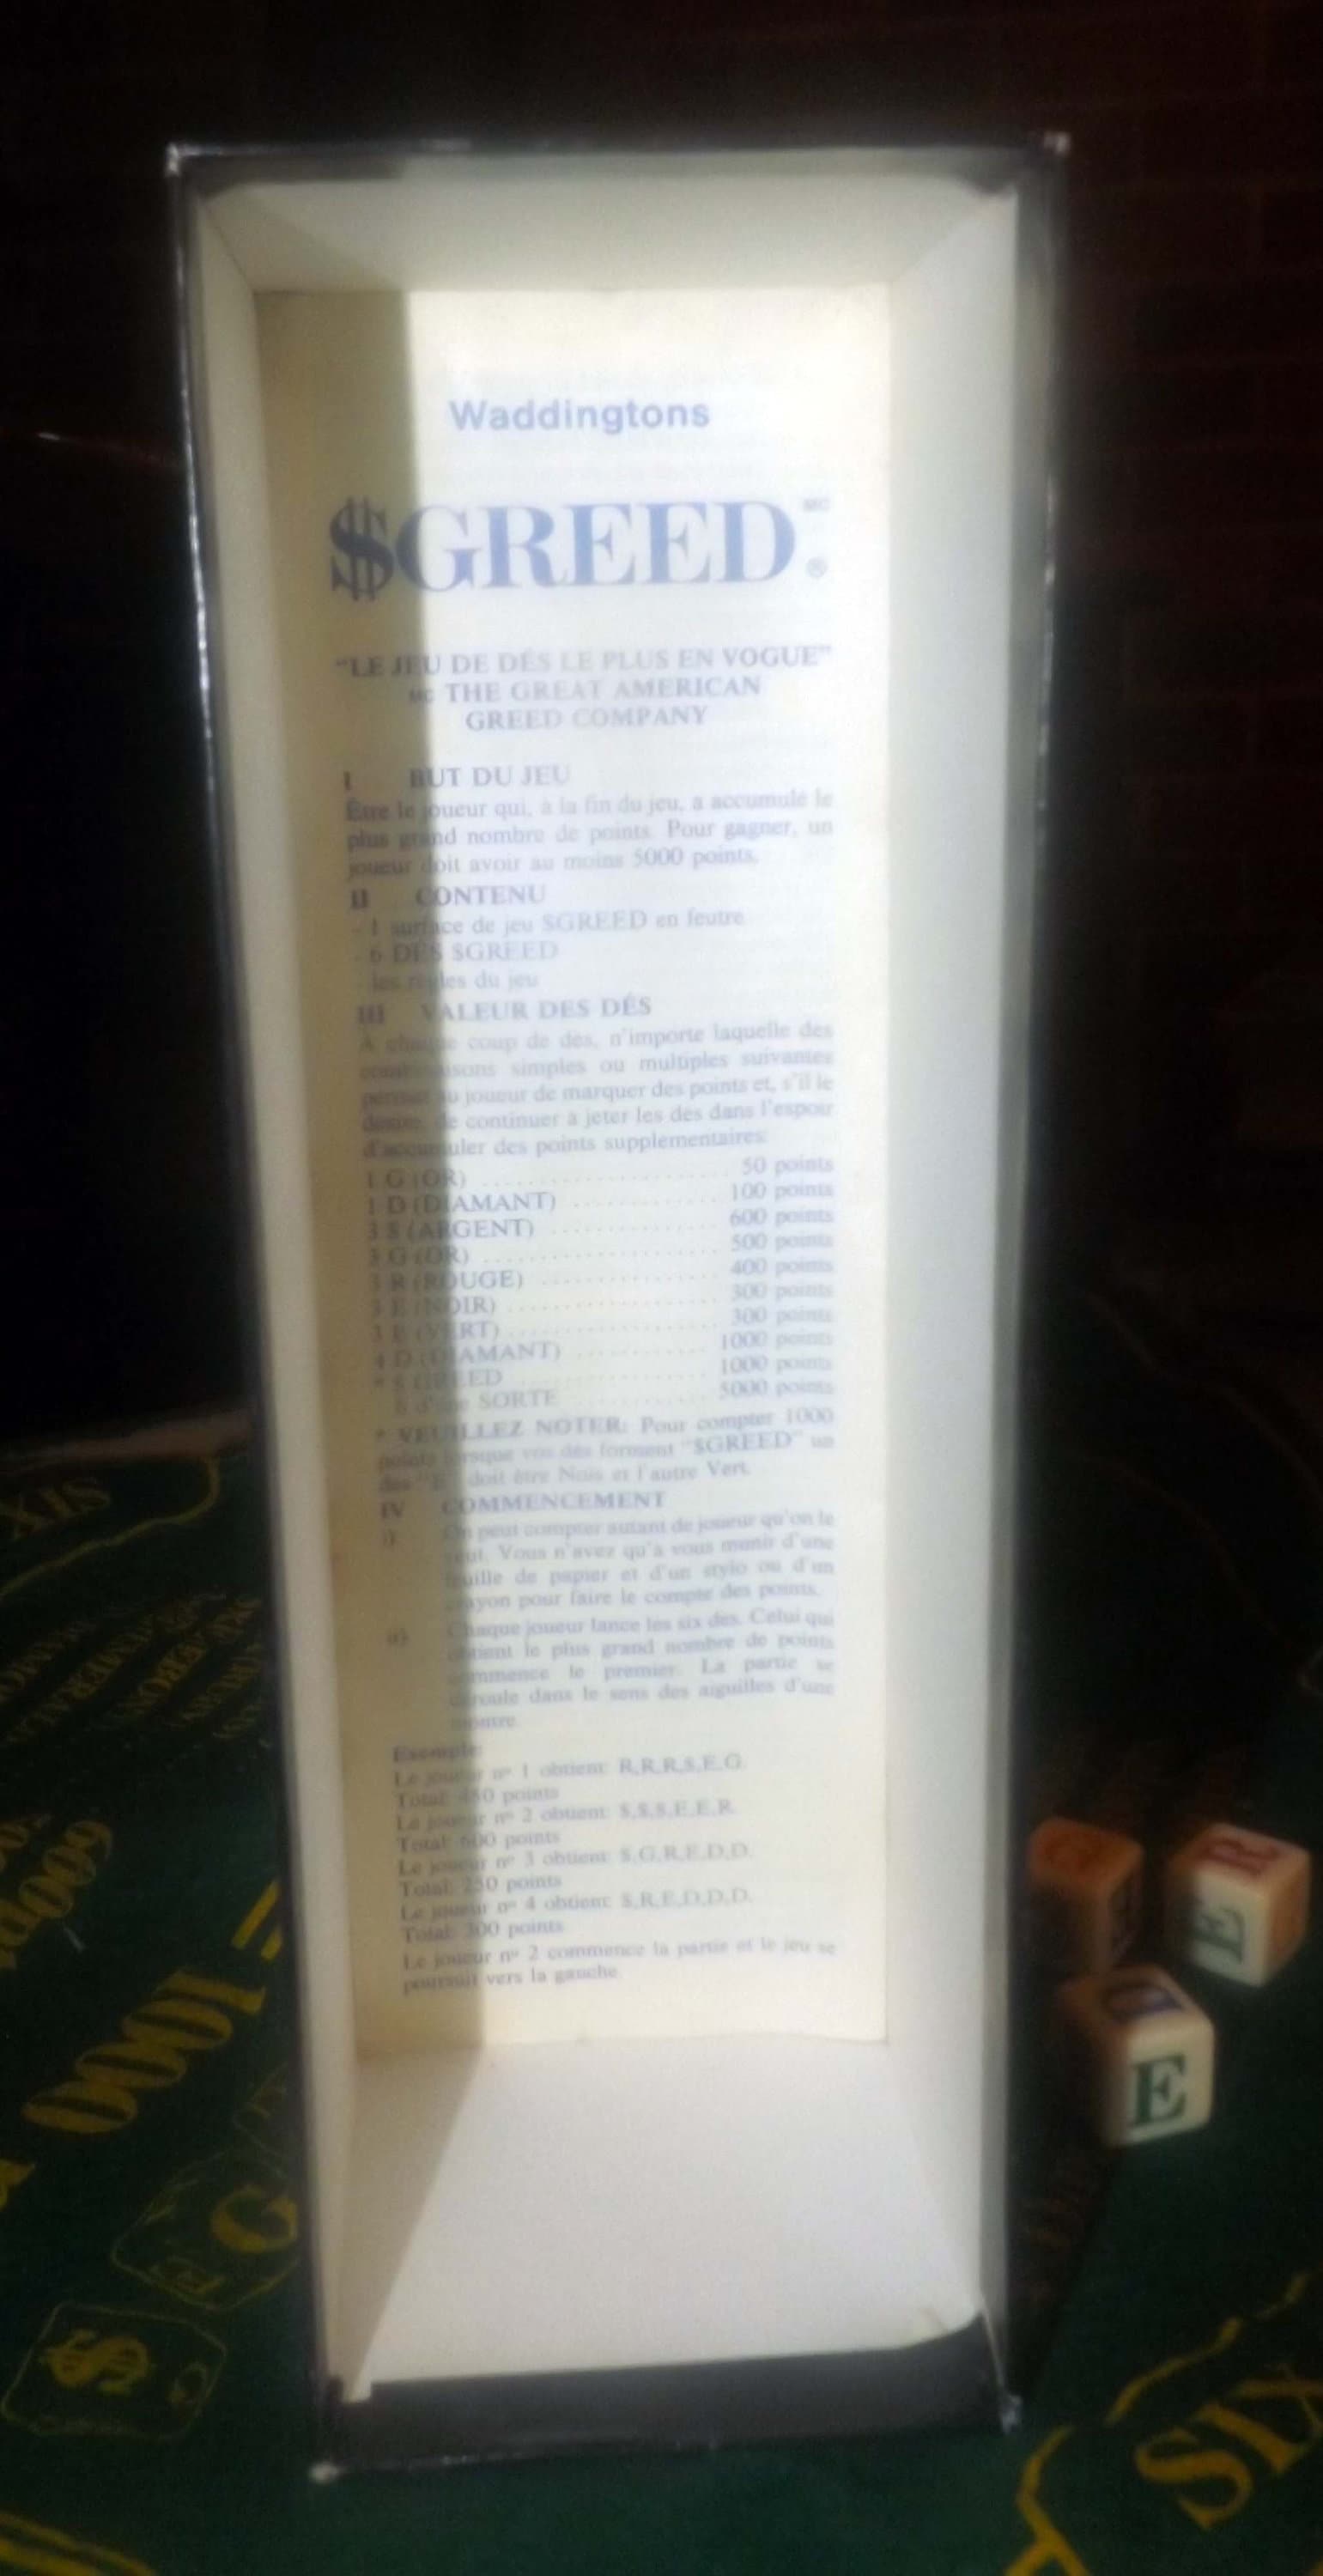 Waddingtons
$GREED MC
®
"LE JEU DE DÉS LE PLUS EN VOGUE"
MC THE GREAT AMERICAN
GREED COMPANY
I BUT DU JEU
Être le joueur qui, à la fin du jeu, a accumulé le
plus grand nombre de points. Pour gagner, un
joueur doit avoir au moins 5000 points.
II CONTENU
- 1 surface de jeu $GREED en feutre
- 6 DÉS $GREED
- les règles du jeu
III VALEUR DES DÉS
À chaque coup de dés, n'importe laquelle des
combinaisons simples ou multiples suivantes
permet au joueur de marquer des points et, s'il le
désire, de continuer à jeter les dés dans l'espoir
d'accumuler des points supplémentaires:
1 G (OR) .................... 50 points
1 D (DIAMANT) ............ 100 points
3 $ (ARGENT) .............. 600 points
3 G (OR) ................... 500 points
3 R (ROUGE) .............. 400 points
3 E (NOIR) ................. 300 points
3 E (VERT) ................. 300 points
4 D (DIAMANT) ........... 1000 points
* $ GREED ................. 1000 points
6 d'une SORTE ........... 5000 points
* VEUILLEZ NOTER: Pour compter 1000
points lorsque vos dés forment "$GREED" un
des "E" doit être Noir et l'autre Vert.
IV COMMENCEMENT
i) On peut compter autant de joueur qu'on le
veut. Vous n'avez qu'à vous munir d'une
feuille de papier et d'un stylo ou d'un
crayon pour faire le compte des points.
ii) Chaque joueur lance les six dés. Celui qui
obtient le plus grand nombre de points
commence le premier. La partie se
déroule dans le sens des aiguilles d'une
montre.
Exemple:
Le joueur nº 1 obtient: R,R,R,$,E,G.
Total: 450 points
Le joueur nº 2 obtient: $,$,$,E,E,R.
Total: 600 points
Le joueur nº 3 obtient: $,G,R,E,D,D.
Total: 250 points
Le joueur nº 4 obtient: $,R,E,D,D,D.
Total: 300 points
Le joueur nº 2 commence la partie et le jeu se
poursuit vers la gauche.
SIX
600
1000
G
$
R
E
D
E
SIX